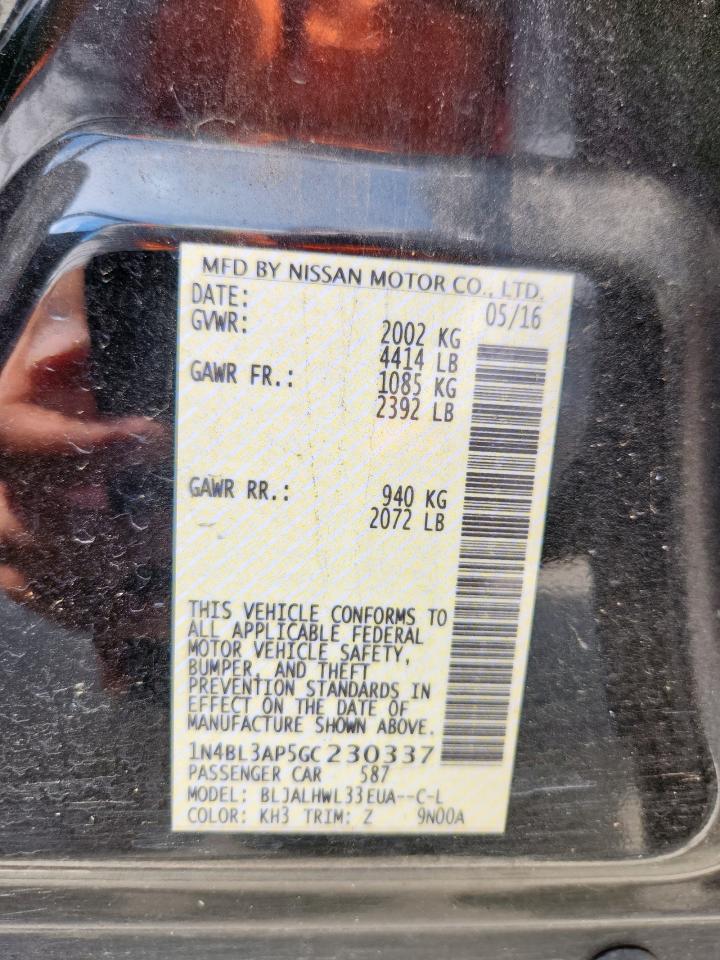 MFD BY NISSAN MOTOR CO., LTD.
DATE: 05/16
GVWR: 2002 KG
4414 LB
GAWR FR.: 1085 KG
2392 LB
GAWR RR.: 940 KG
2072 LB
THIS VEHICLE CONFORMS TO
ALL APPLICABLE FEDERAL
MOTOR VEHICLE SAFETY,
BUMPER, AND THEFT
PREVENTION STANDARDS IN
EFFECT ON THE DATE OF
MANUFACTURE SHOWN ABOVE.
1N4BL3AP5GC230337
PASSENGER CAR 587
MODEL: BLJALHWL33EUA--C-L
COLOR: KH3 TRIM: Z 9N00A